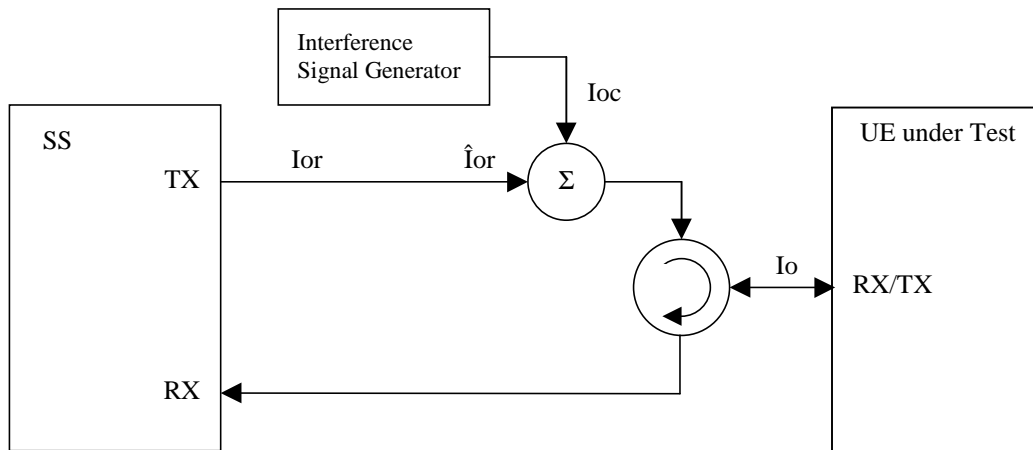 Interference
Signal Generator
Ioc
SS
UE under Test
TX
Ior
Îor
Σ
Io
RX/TX
RX